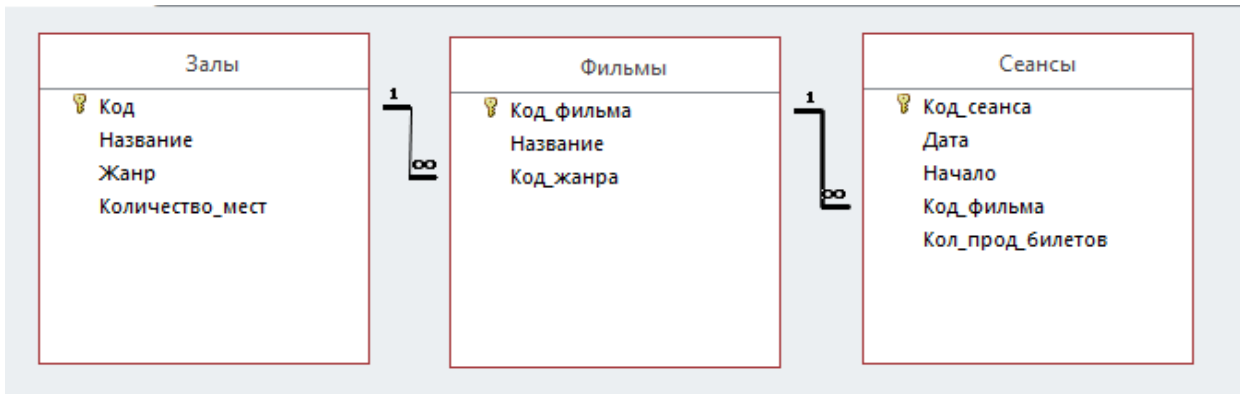 Залы
Код
Название
Жанр
Количество_мест
1
∞
Фильмы
Код_фильма
Название
Код_жанра
1
∞
Сеансы
Код_сеанса
Дата
Начало
Код_фильма
Кол_прод_билетов